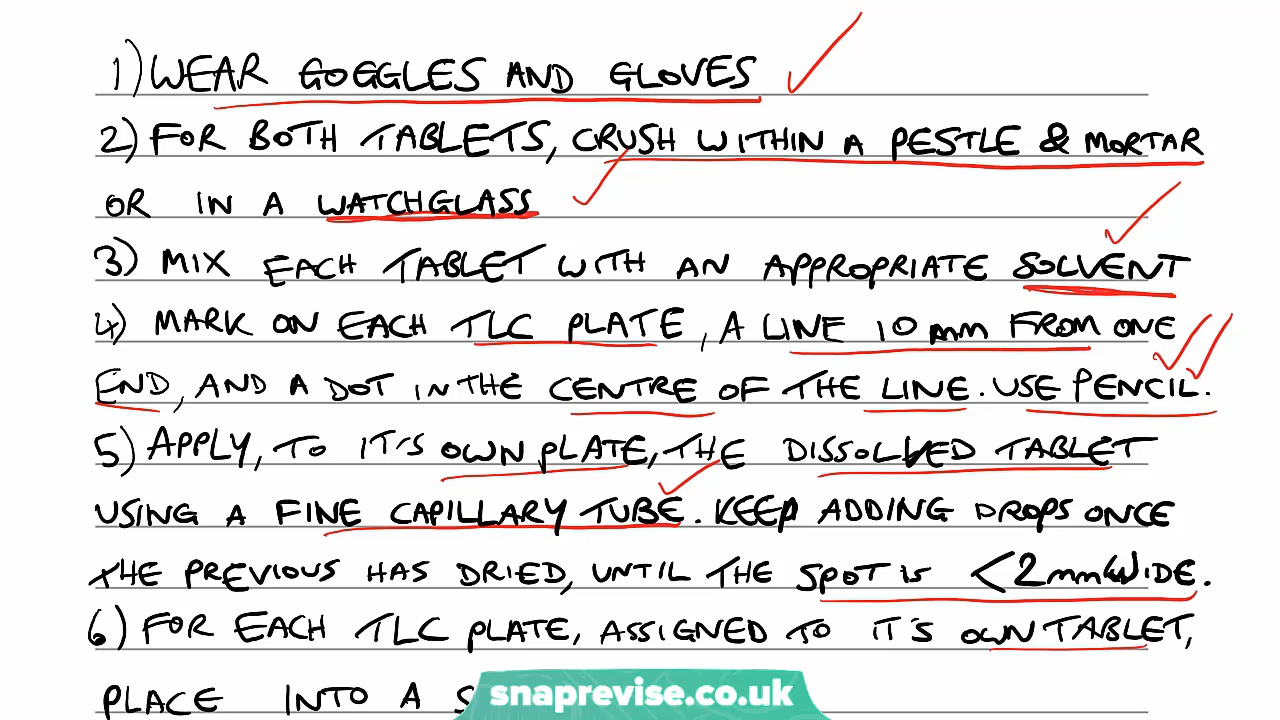 1) WEAR GOGGLES AND GLOVES
2) FOR BOTH TABLETS, CRUSH WITHIN A PESTLE & MORTAR
OR IN A WATCHGLASS
3) MIX EACH TABLET WITH AN APPROPRIATE SOLVENT
4) MARK ON EACH TLC PLATE, A LINE 10mm FROM ONE
END, AND A DOT IN THE CENTRE OF THE LINE. USE PENCIL.
5) APPLY, TO IT'S OWN PLATE, THE DISSOLVED TABLET
USING A FINE CAPILLARY TUBE. KEEP ADDING DROPS ONCE
THE PREVIOUS HAS DRIED, UNTIL THE SPOT IS <2mm WIDE.
6) FOR EACH TLC PLATE, ASSIGNED TO IT'S OWN TABLET,
PLACE INTO A S
snaprevise.co.uk